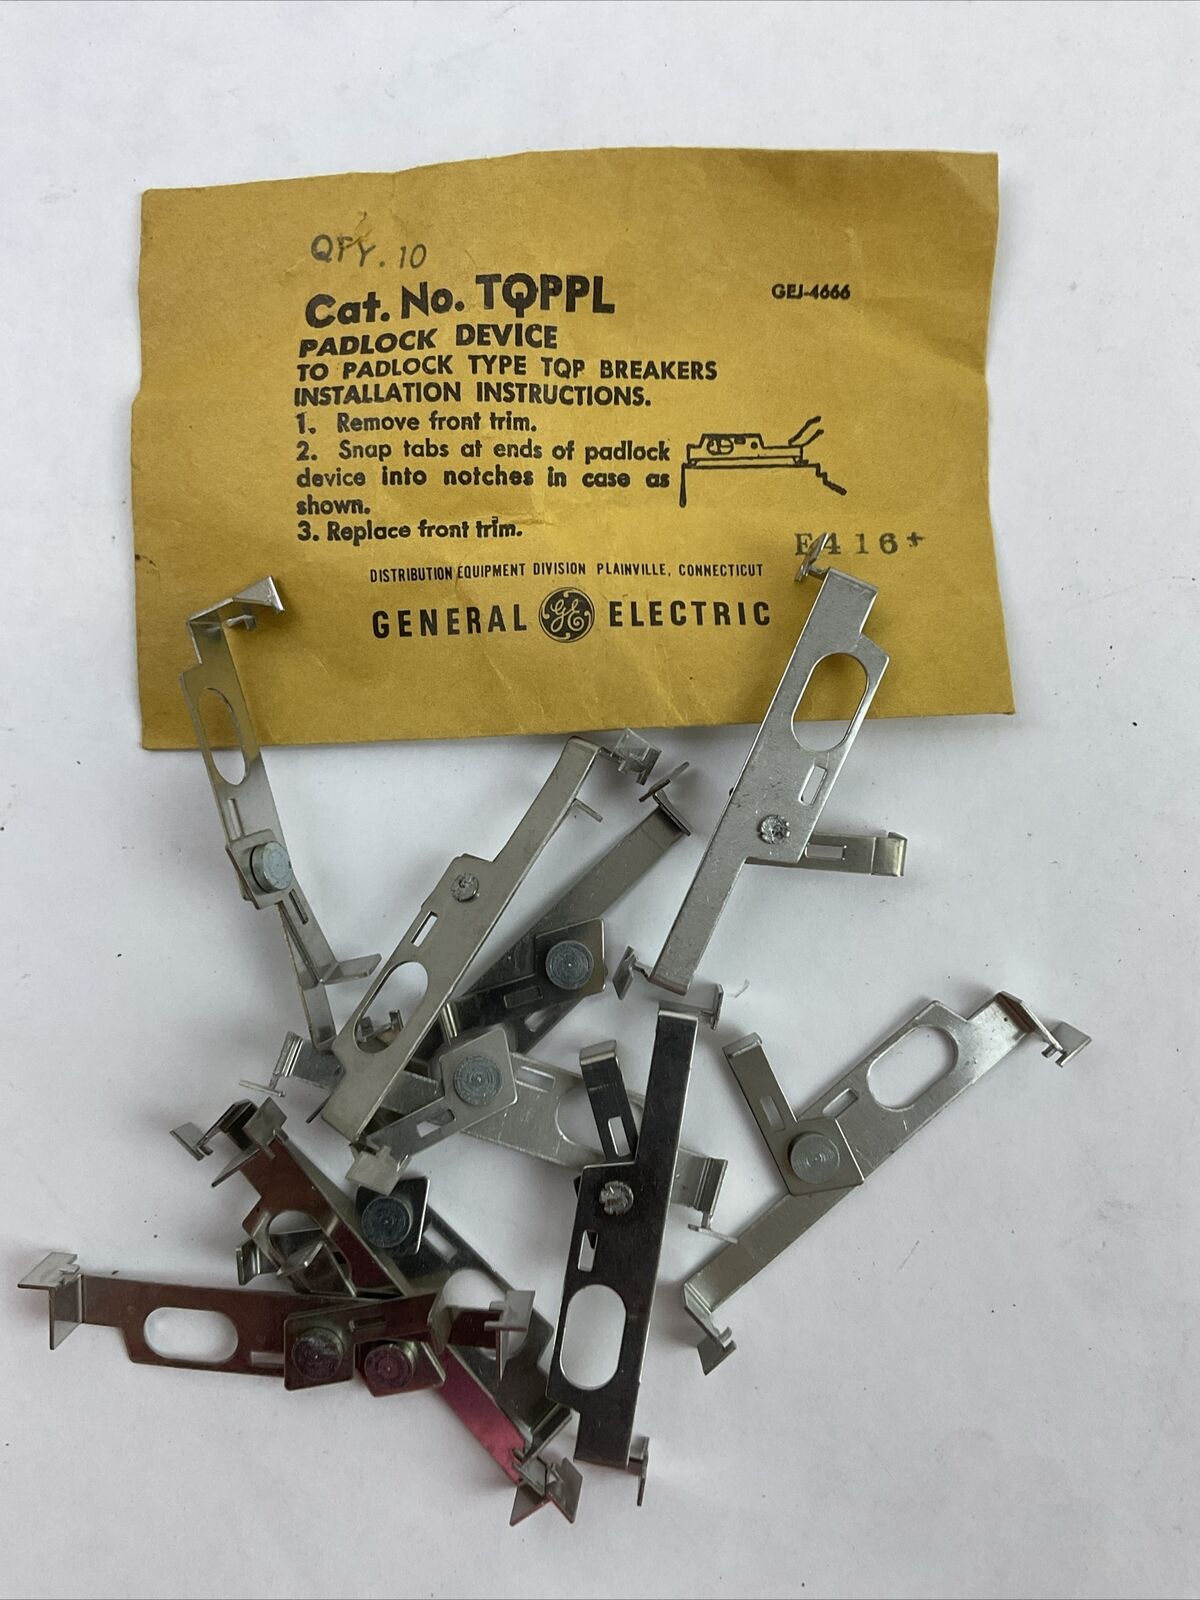 QTY. 10
Cat. No. TQPPL
GEJ-4666
PADLOCK DEVICE
TO PADLOCK TYPE TQP BREAKERS
INSTALLATION INSTRUCTIONS.
1. Remove front trim.
2. Snap tabs at ends of padlock
device into notches in case as
shown.
3. Replace front trim.
E416+
DISTRIBUTION EQUIPMENT DIVISION PLAINVILLE, CONNECTICUT
GENERAL GE ELECTRIC